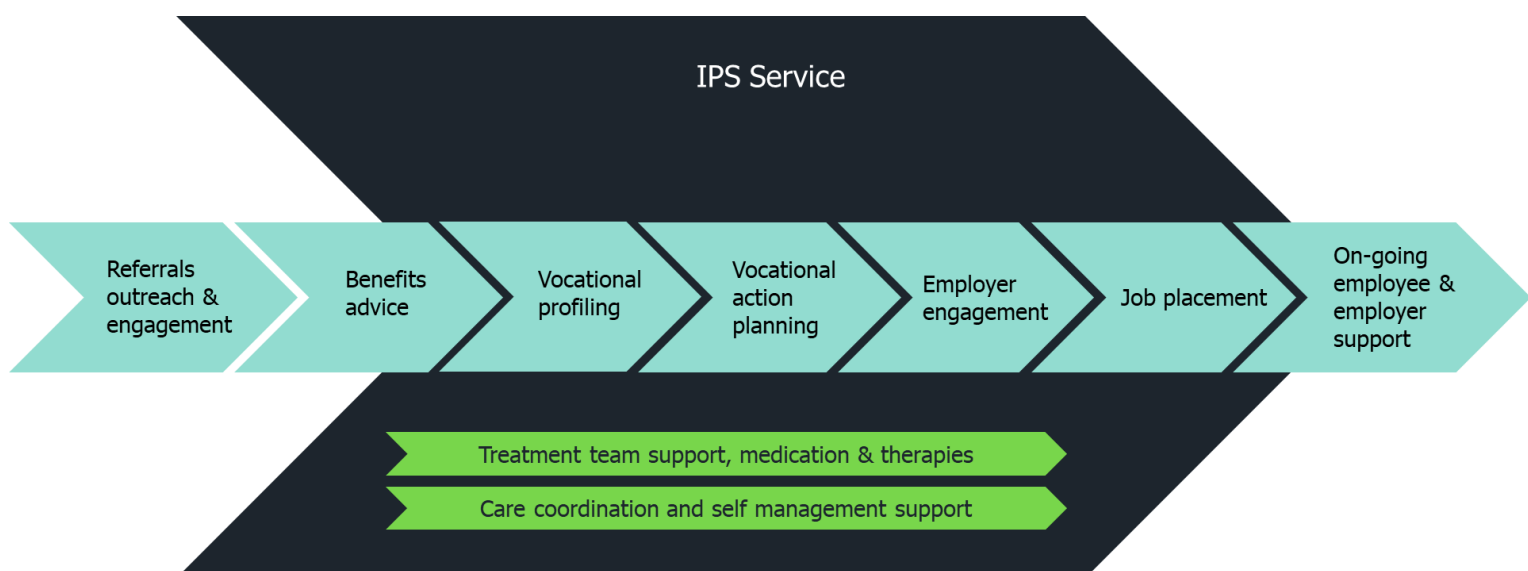 IPS Service
Referrals
outreach &
engagement
Benefits
advice
Vocational
profiling
Vocational
action
planning
Employer
engagement
Job placement
On-going
employee &
employer
support
Treatment team support, medication & therapies
Care coordination and self management support